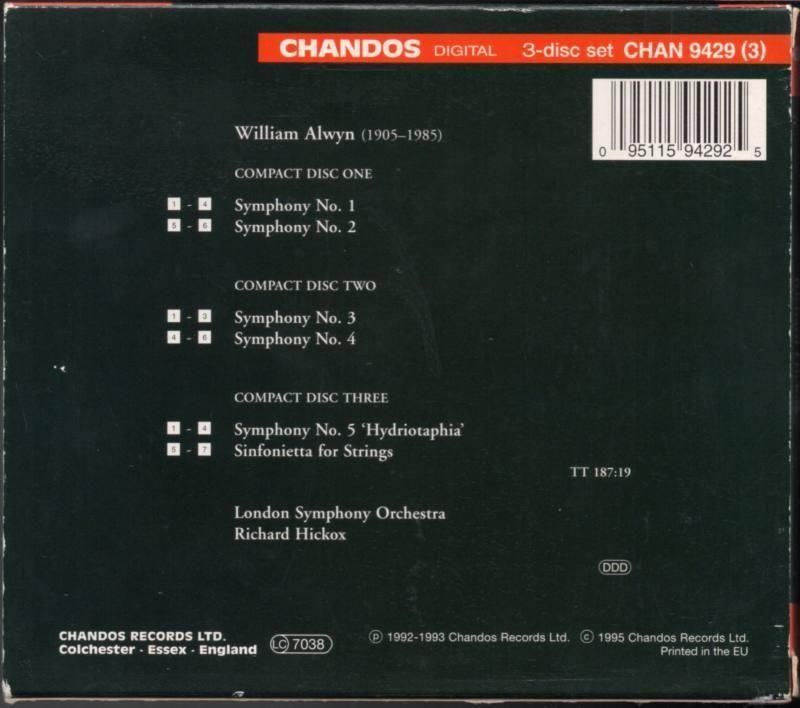 CHANDOS DIGITAL 3-disc set CHAN 9429 (3)
0 95115 94292 5
William Alwyn (1905–1985)
COMPACT DISC ONE
1 - 4 Symphony No. 1
5 - 6 Symphony No. 2
COMPACT DISC TWO
1 - 3 Symphony No. 3
4 - 6 Symphony No. 4
COMPACT DISC THREE
1 - 4 Symphony No. 5 ‘Hydriotaphia’
5 - 7 Sinfonietta for Strings
TT 187:19
London Symphony Orchestra
Richard Hickox
DDD
CHANDOS RECORDS LTD.
Colchester · Essex · England
LC 7038
℗ 1992-1993 Chandos Records Ltd. © 1995 Chandos Records Ltd.
Printed in the EU